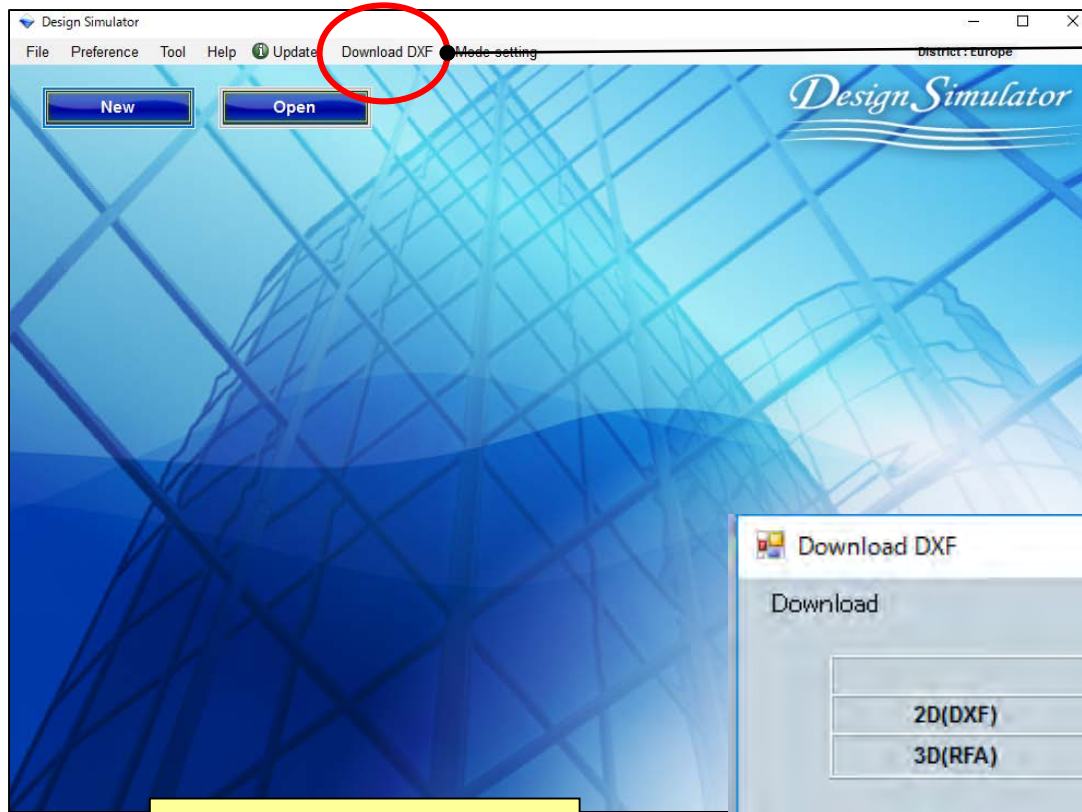 Design Simulator
File Preference Tool Help Update Download DXF Mode setting District : Europe
New Open
Design Simulator
Download DXF
Download
2D(DXF)
3D(RFA)